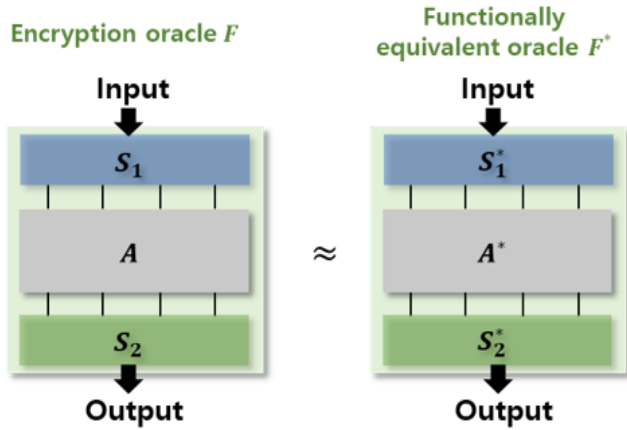 Encryption oracle F
Input
S₁
A
S₂
Output
≈
Functionally
equivalent oracle F*
Input
S₁*
A*
S₂*
Output